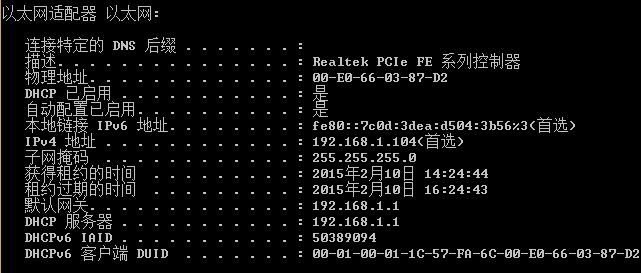 以太网适配器 以太网:
连接特定的 DNS 后缀 . . . . . . . :
描述. . . . . . . . . . . . . . . : Realtek PCIe FE 系列控制器
物理地址. . . . . . . . . . . . . : 00-E0-66-03-87-D2
DHCP 已启用 . . . . . . . . . . . : 是
自动配置已启用. . . . . . . . . . : 是
本地链接 IPv6 地址. . . . . . . . : fe80::7c0d:3dea:d504:3b56%3(首选)
IPv4 地址 . . . . . . . . . . . . : 192.168.1.104(首选)
子网掩码 . . . . . . . . . . . . : 255.255.255.0
获得租约的时间 . . . . . . . . . : 2015年2月10日 14:24:44
租约过期的时间 . . . . . . . . . : 2015年2月10日 16:24:43
默认网关. . . . . . . . . . . . . : 192.168.1.1
DHCP 服务器 . . . . . . . . . . . : 192.168.1.1
DHCPv6 IAID . . . . . . . . . . . : 50389094
DHCPv6 客户端 DUID . . . . . . . : 00-01-00-01-1C-57-FA-6C-00-E0-66-03-87-D2